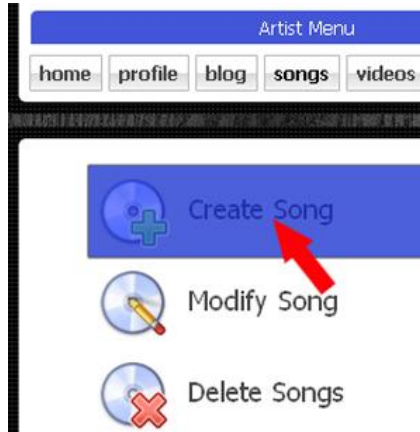 Artist Menu
home profile blog songs videos
Create Song
Modify Song
Delete Songs